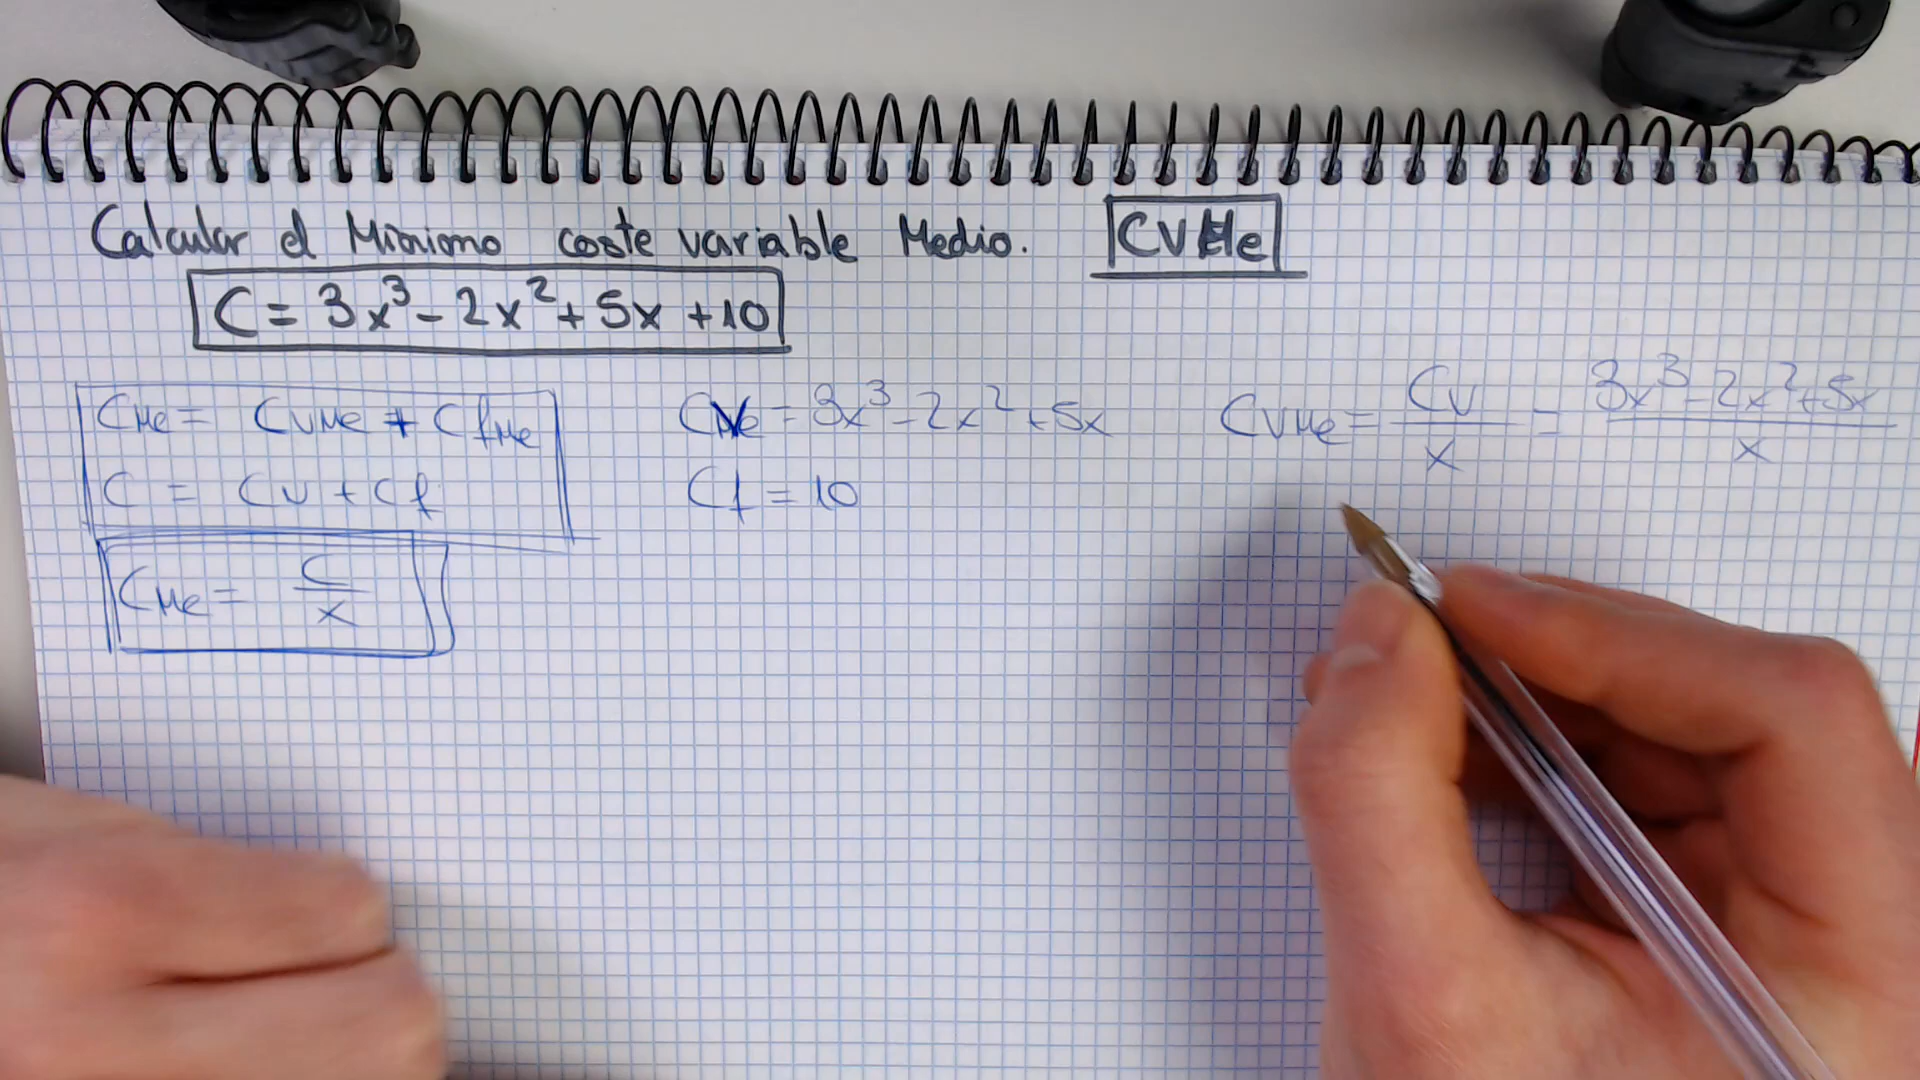 Calcular el Mínimo coste variable Medio. CVMe
C = 3x³ - 2x² + 5x + 10
CMe = CVMe + CfMe
C = CV + Cf
CMe = C/x
CV = 3x³ - 2x² + 5x
Cf = 10
CVMe = CV/x = (3x³ - 2x² + 5x)/x